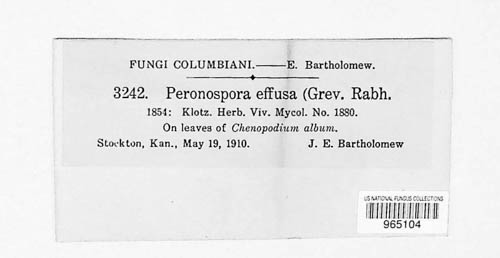 FUNGI COLUMBIANI.——E. Bartholomew.
3242. Peronospora effusa (Grev. Rabh.
1854: Klotz. Herb. Viv. Mycol. No. 1880.
On leaves of Chenopodium album.
Stockton, Kan., May 19, 1910. J. E. Bartholomew
US NATIONAL FUNGUS COLLECTIONS
965104